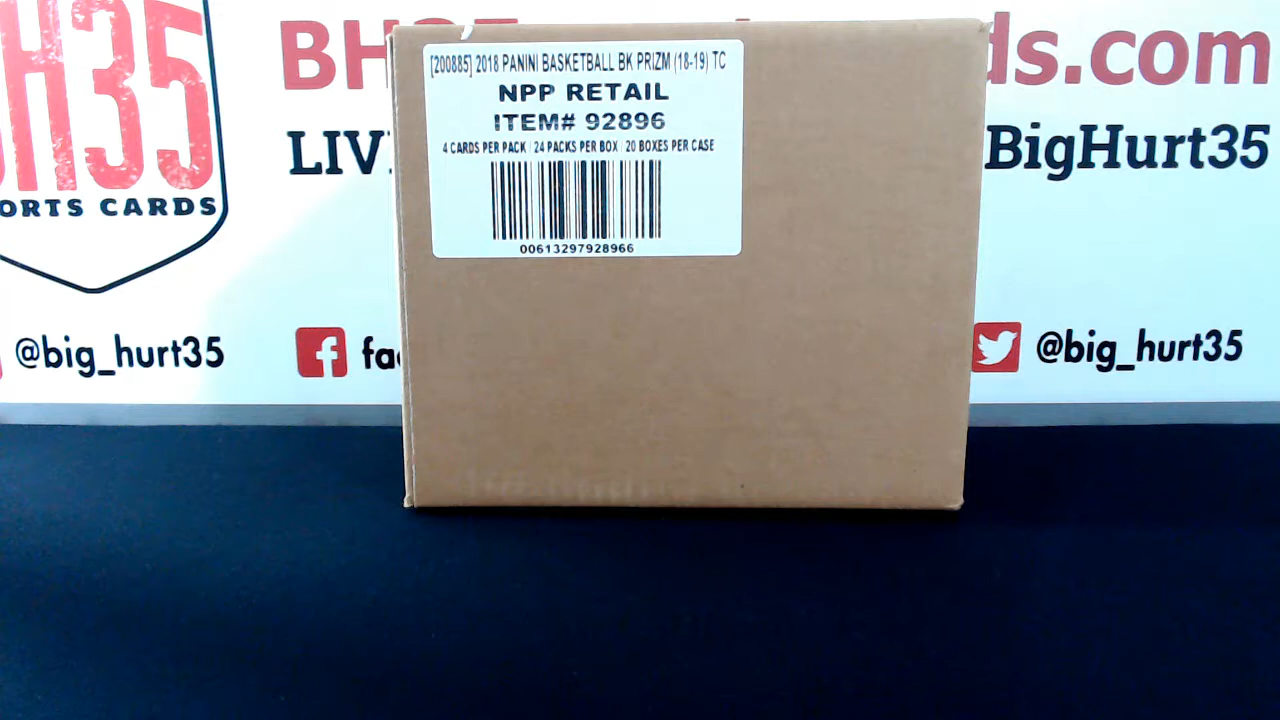 BH35
ORTS CARDS
@big_hurt35
BH
ds.com
LIV
BigHurt35
fa
@big_hurt35
[200885] 2018 PANINI BASKETBALL BK PRIZM (18-19) TC
NPP RETAIL
ITEM# 92896
4 CARDS PER PACK | 24 PACKS PER BOX | 20 BOXES PER CASE
00613297928966